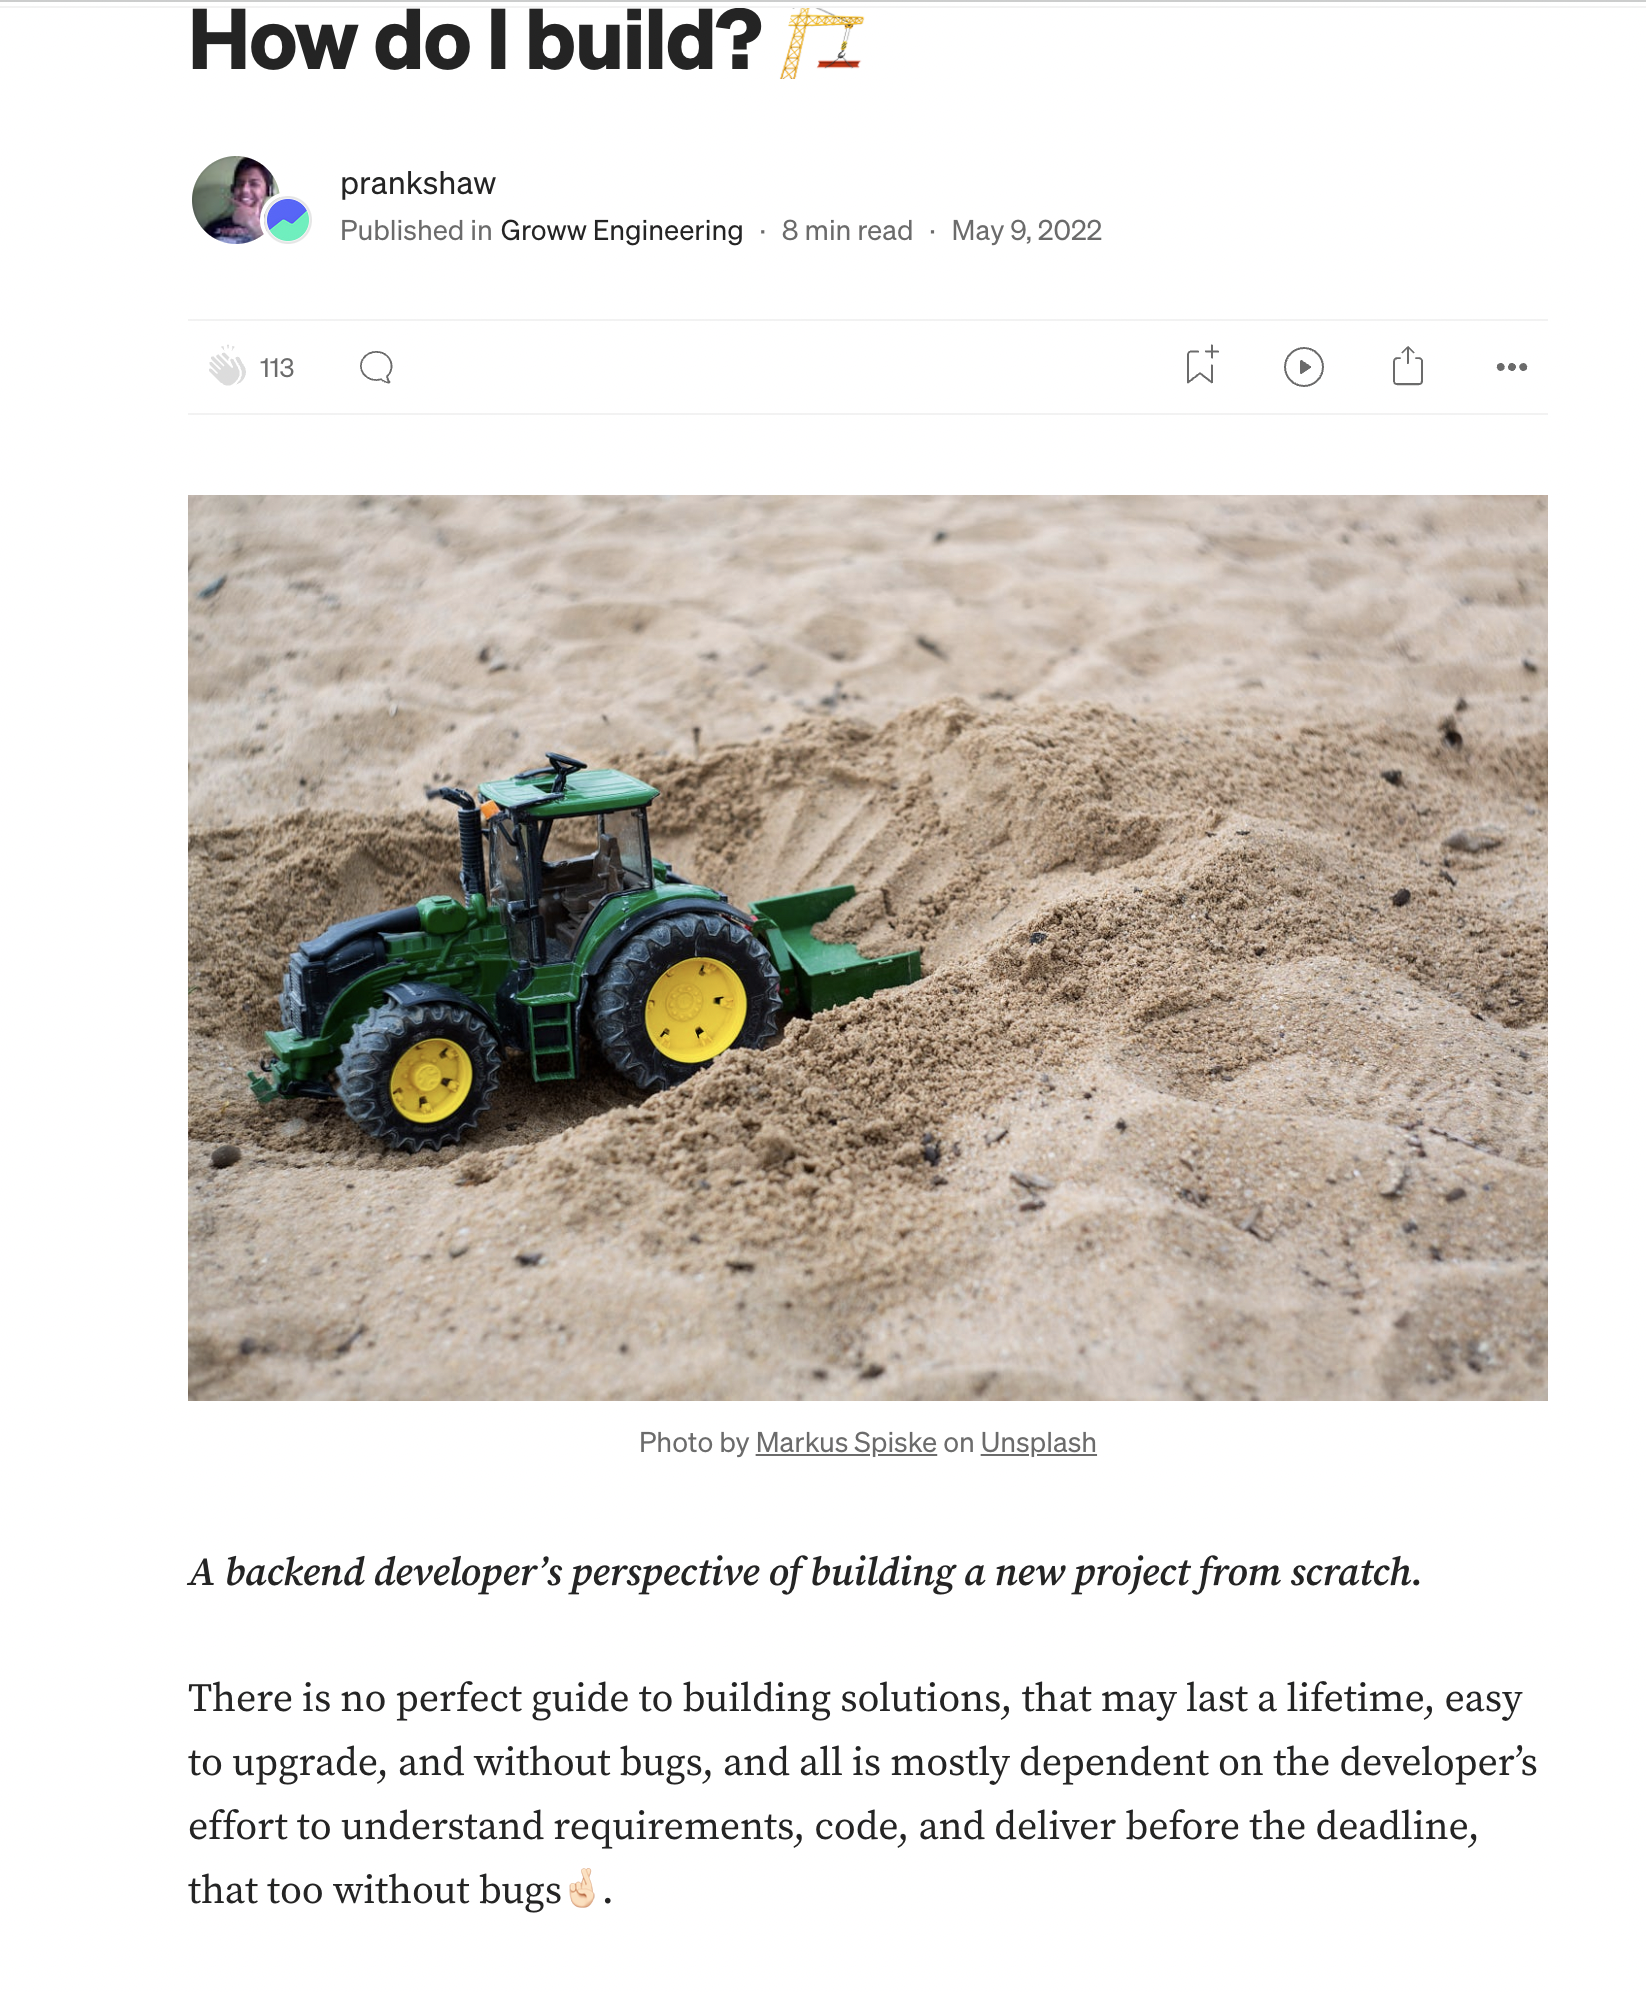 How do I build? 🏗️
prankshaw
Published in Groww Engineering · 8 min read · May 9, 2022
113
Photo by Markus Spiske on Unsplash
A backend developer’s perspective of building a new project from scratch.
There is no perfect guide to building solutions, that may last a lifetime, easy
to upgrade, and without bugs, and all is mostly dependent on the developer’s
effort to understand requirements, code, and deliver before the deadline,
that too without bugs🤞🏻.